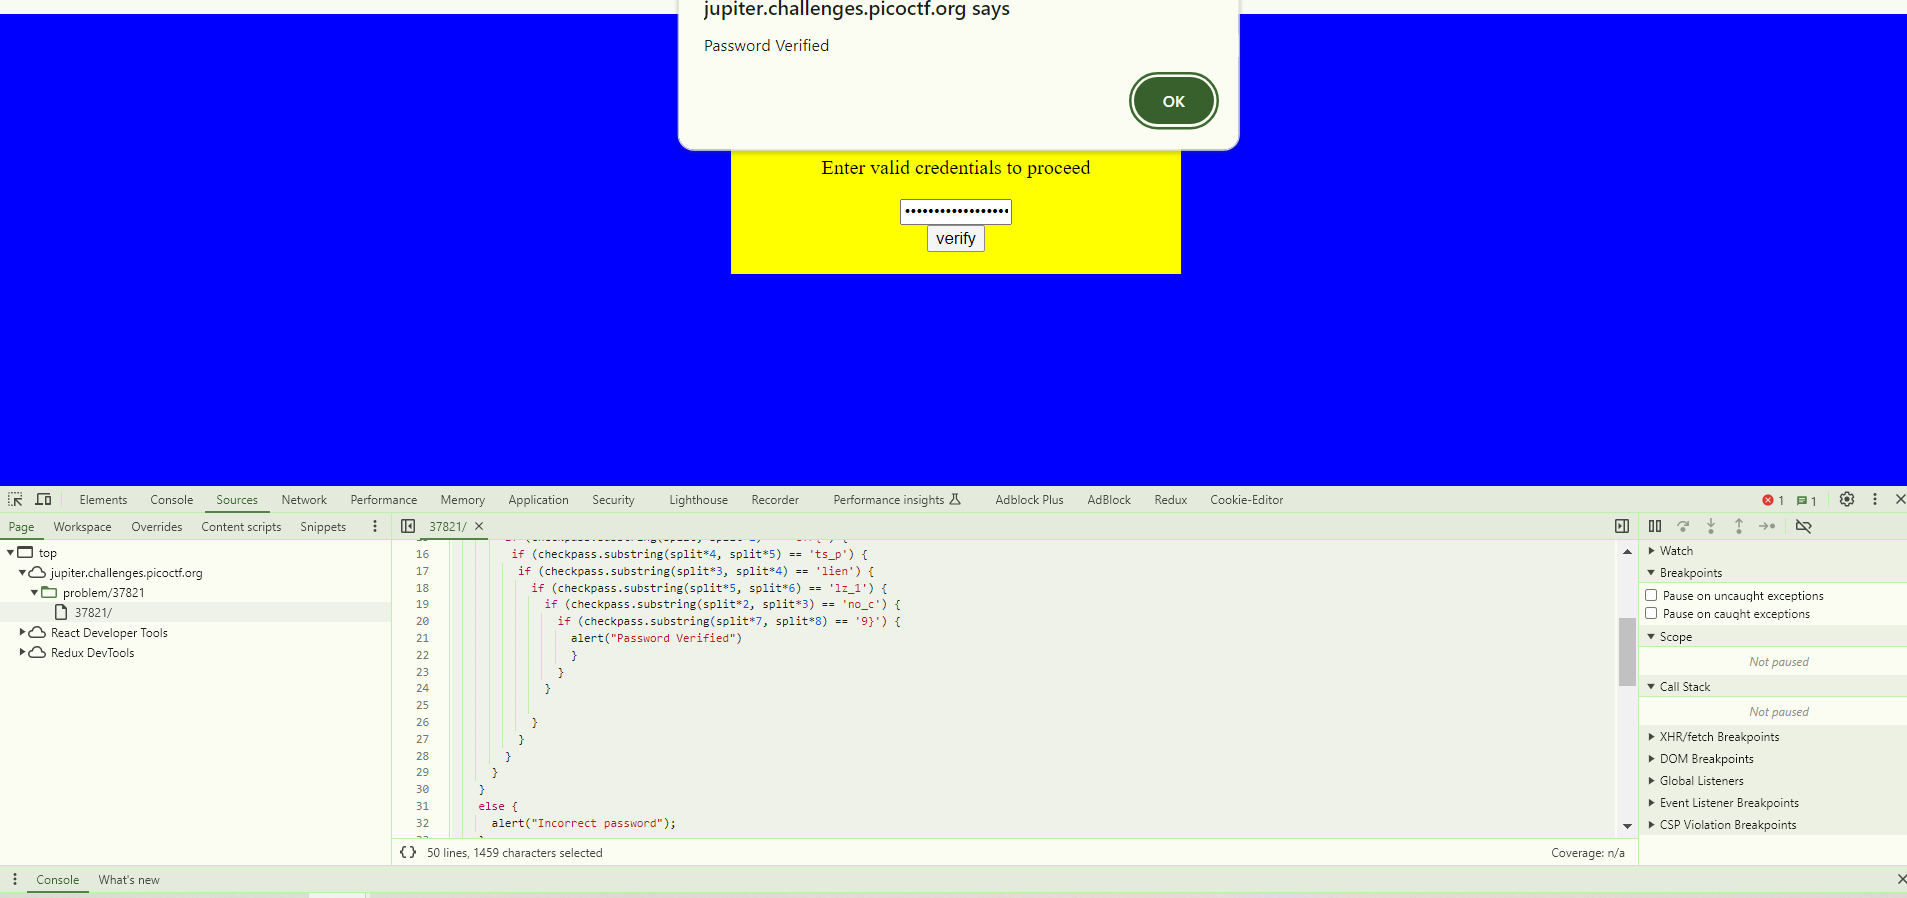 jupiter.challenges.picoctf.org says
Password Verified
OK
Enter valid credentials to proceed
••••••••••••••••••
verify
Elements Console Sources Network Performance Memory Application Security Lighthouse Recorder Performance insights Adblock Plus AdBlock Redux Cookie-Editor 1 1
Page Workspace Overrides Content scripts Snippets 37821/
top
jupiter.challenges.picoctf.org
problem/37821
37821/
React Developer Tools
Redux DevTools
16 if (checkpass.substring(split*4, split*5) == 'ts_p') {
17 if (checkpass.substring(split*3, split*4) == 'lien') {
18 if (checkpass.substring(split*5, split*6) == 'lz_1') {
19 if (checkpass.substring(split*2, split*3) == 'no_c') {
20 if (checkpass.substring(split*7, split*8) == '9}') {
21 alert("Password Verified")
22 }
23 }
24 }
25
26 }
27 }
28 }
29 }
30 }
31 else {
32 alert("Incorrect password");
{} 50 lines, 1459 characters selected Coverage: n/a
Watch
Breakpoints
Pause on uncaught exceptions
Pause on caught exceptions
Scope
Not paused
Call Stack
Not paused
XHR/fetch Breakpoints
DOM Breakpoints
Global Listeners
Event Listener Breakpoints
CSP Violation Breakpoints
Console What's new